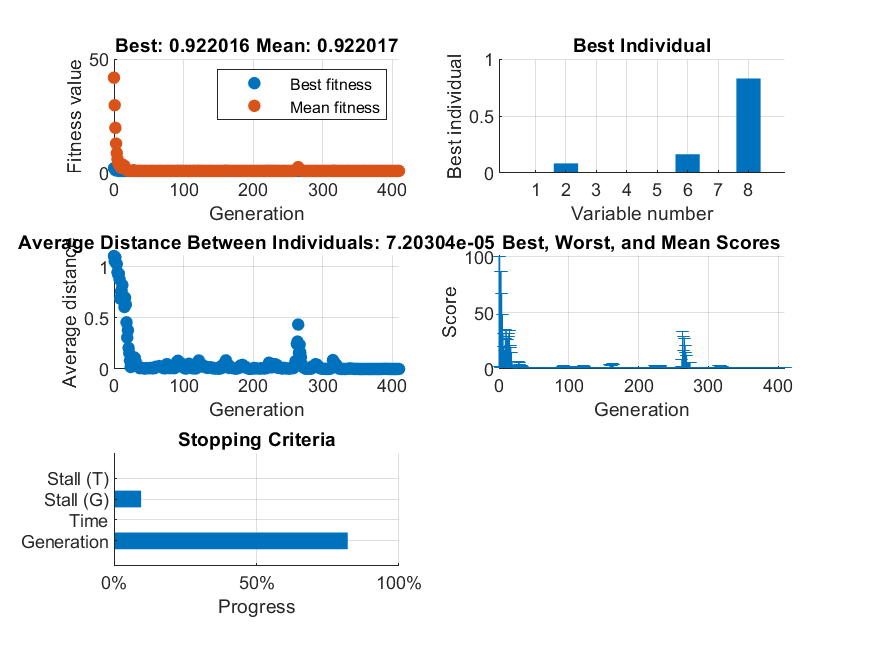 Best: 0.922016 Mean: 0.922017
50
0
Fitness value
Best fitness
Mean fitness
0 100 200 300 400
Generation
Best Individual
1
0.5
0
Best individual
1 2 3 4 5 6 7 8
Variable number
Average Distance Between Individuals: 7.20304e-05
1
0.5
0
Average distance
0 100 200 300 400
Generation
Best, Worst, and Mean Scores
100
50
0
Score
0 100 200 300 400
Generation
Stopping Criteria
Stall (T)
Stall (G)
Time
Generation
0% 50% 100%
Progress